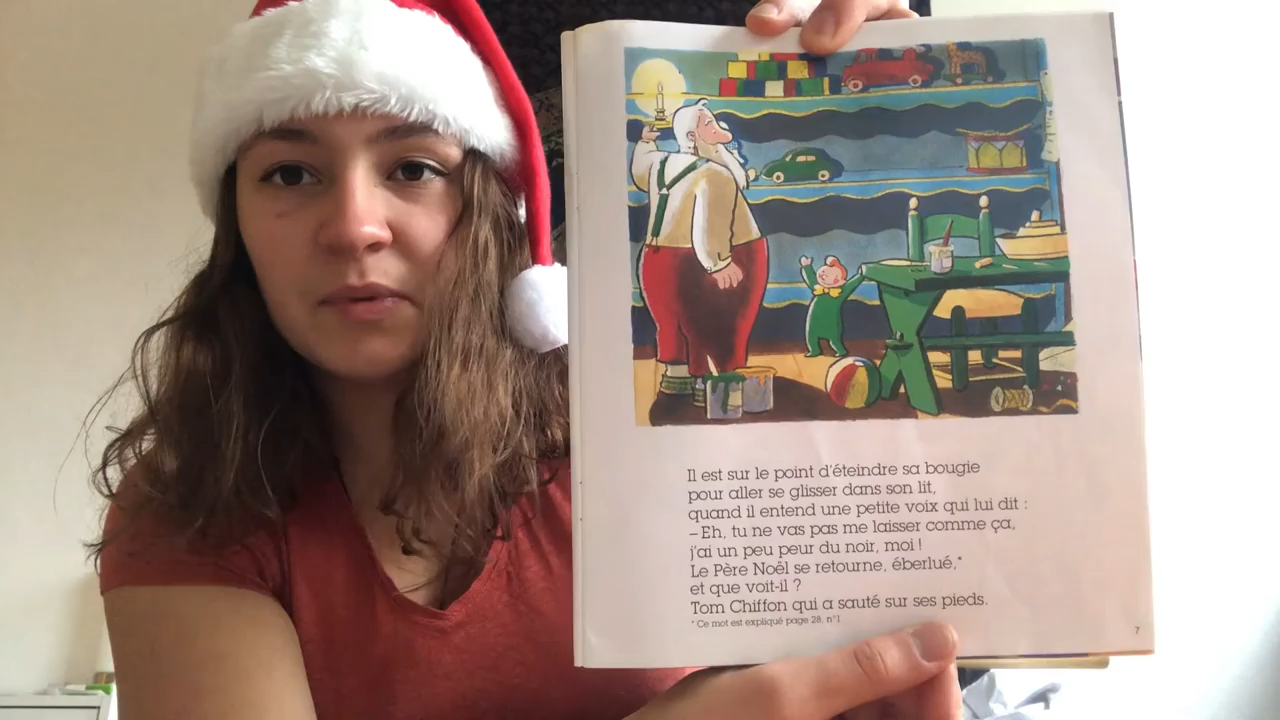 Il est sur le point d'éteindre sa bougie
pour aller se glisser dans son lit,
quand il entend une petite voix qui lui dit :
– Eh, tu ne vas pas me laisser comme ça,
j'ai un peu peur du noir, moi !
Le Père Noël se retourne, éberlué,*
et que voit-il ?
Tom Chiffon qui a sauté sur ses pieds.
* Ce mot est expliqué page 28, n°1
7